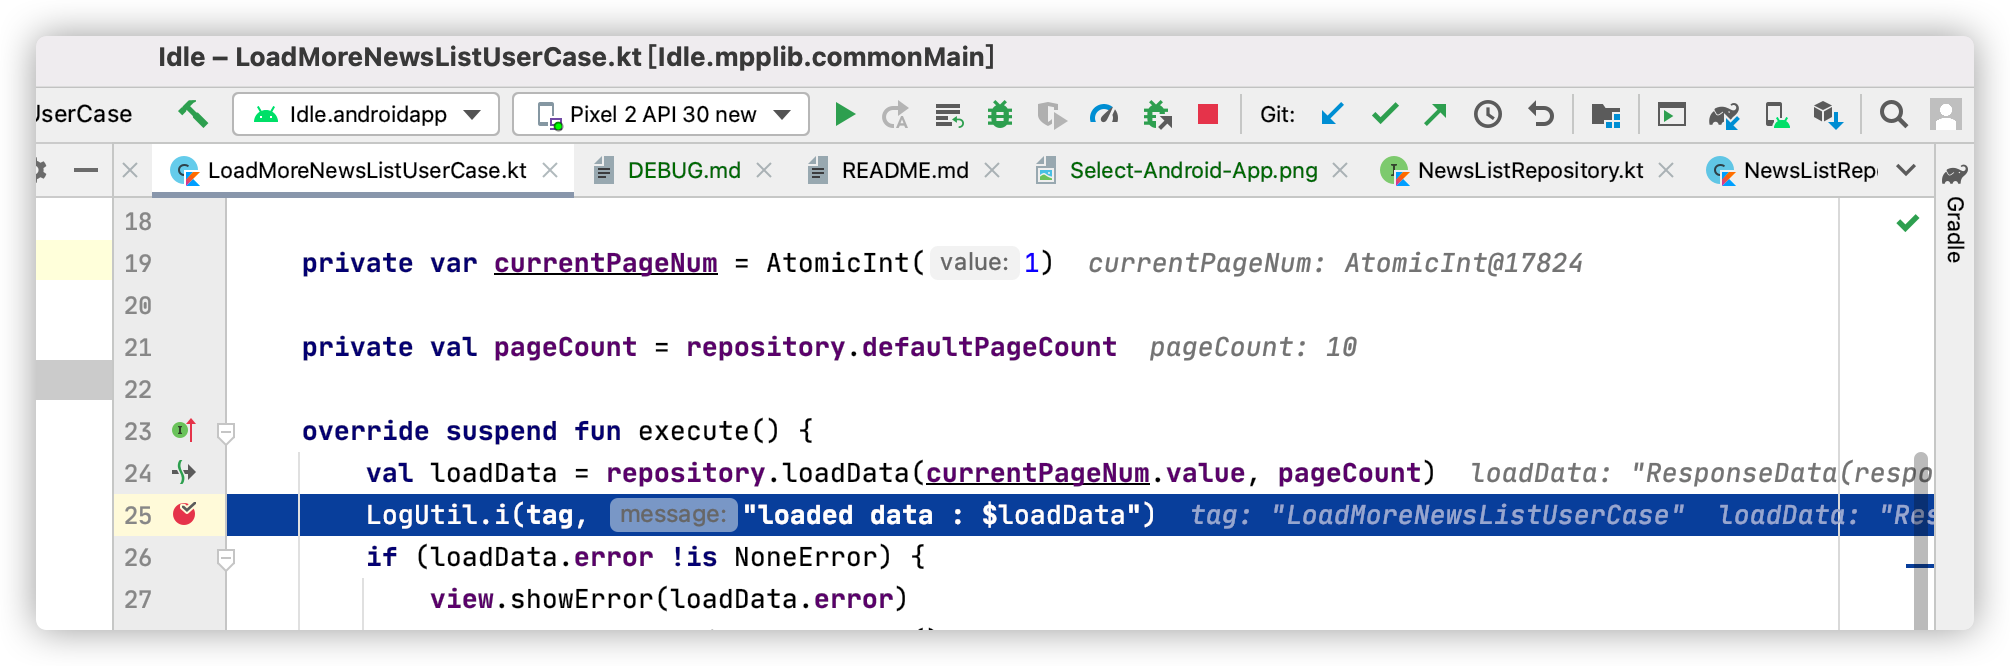 Idle – LoadMoreNewsListUserCase.kt [Idle.mpplib.commonMain]
UserCase Idle.androidapp Pixel 2 API 30 new Git:
LoadMoreNewsListUserCase.kt DEBUG.md README.md Select-Android-App.png NewsListRepository.kt NewsListRep
Gradle
18
19 private var currentPageNum = AtomicInt( value: 1) currentPageNum: AtomicInt@17824
20
21 private val pageCount = repository.defaultPageCount pageCount: 10
22
23 override suspend fun execute() {
24 val loadData = repository.loadData(currentPageNum.value, pageCount) loadData: "ResponseData(respo
25 LogUtil.i(tag, message: "loaded data : $loadData") tag: "LoadMoreNewsListUserCase" loadData: "Res
26 if (loadData.error !is NoneError) {
27 view.showError(loadData.error)